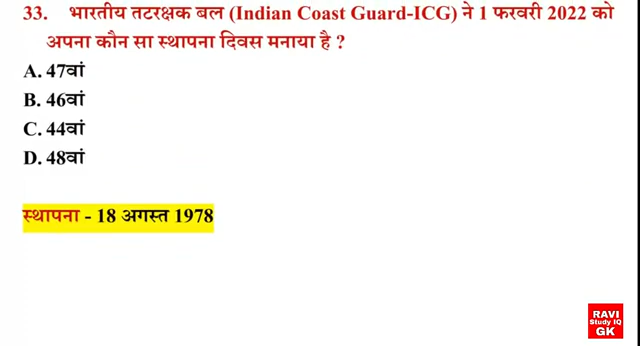 33. भारतीय तटरक्षक बल (Indian Coast Guard-ICG) ने 1 फरवरी 2022 को
अपना कौन सा स्थापना दिवस मनाया है ?
A. 47वां
B. 46वां
C. 44वां
D. 48वां
स्थापना - 18 अगस्त 1978
RAVI
Study IQ
GK